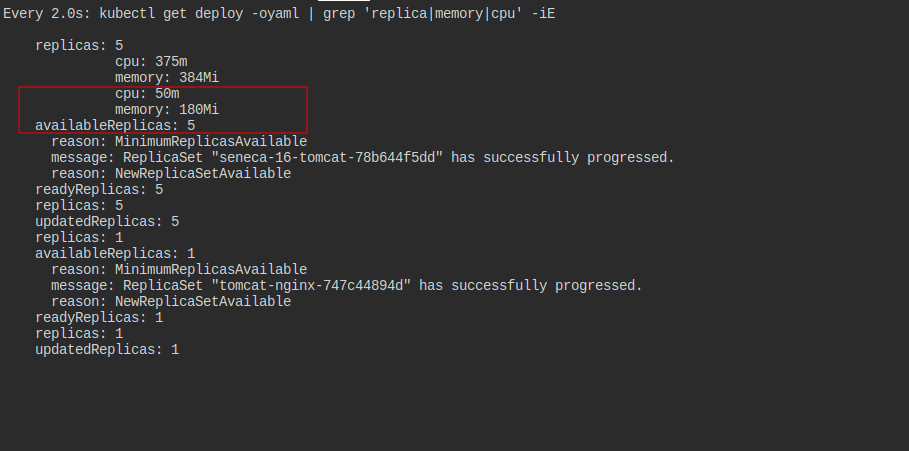 Every 2.0s: kubectl get deploy -oyaml | grep 'replica|memory|cpu' -iE
replicas: 5
cpu: 375m
memory: 384Mi
cpu: 50m
memory: 180Mi
availableReplicas: 5
reason: MinimumReplicasAvailable
message: ReplicaSet "seneca-16-tomcat-78b644f5dd" has successfully progressed.
reason: NewReplicaSetAvailable
readyReplicas: 5
replicas: 5
updatedReplicas: 5
replicas: 1
availableReplicas: 1
reason: MinimumReplicasAvailable
message: ReplicaSet "tomcat-nginx-747c44894d" has successfully progressed.
reason: NewReplicaSetAvailable
readyReplicas: 1
replicas: 1
updatedReplicas: 1